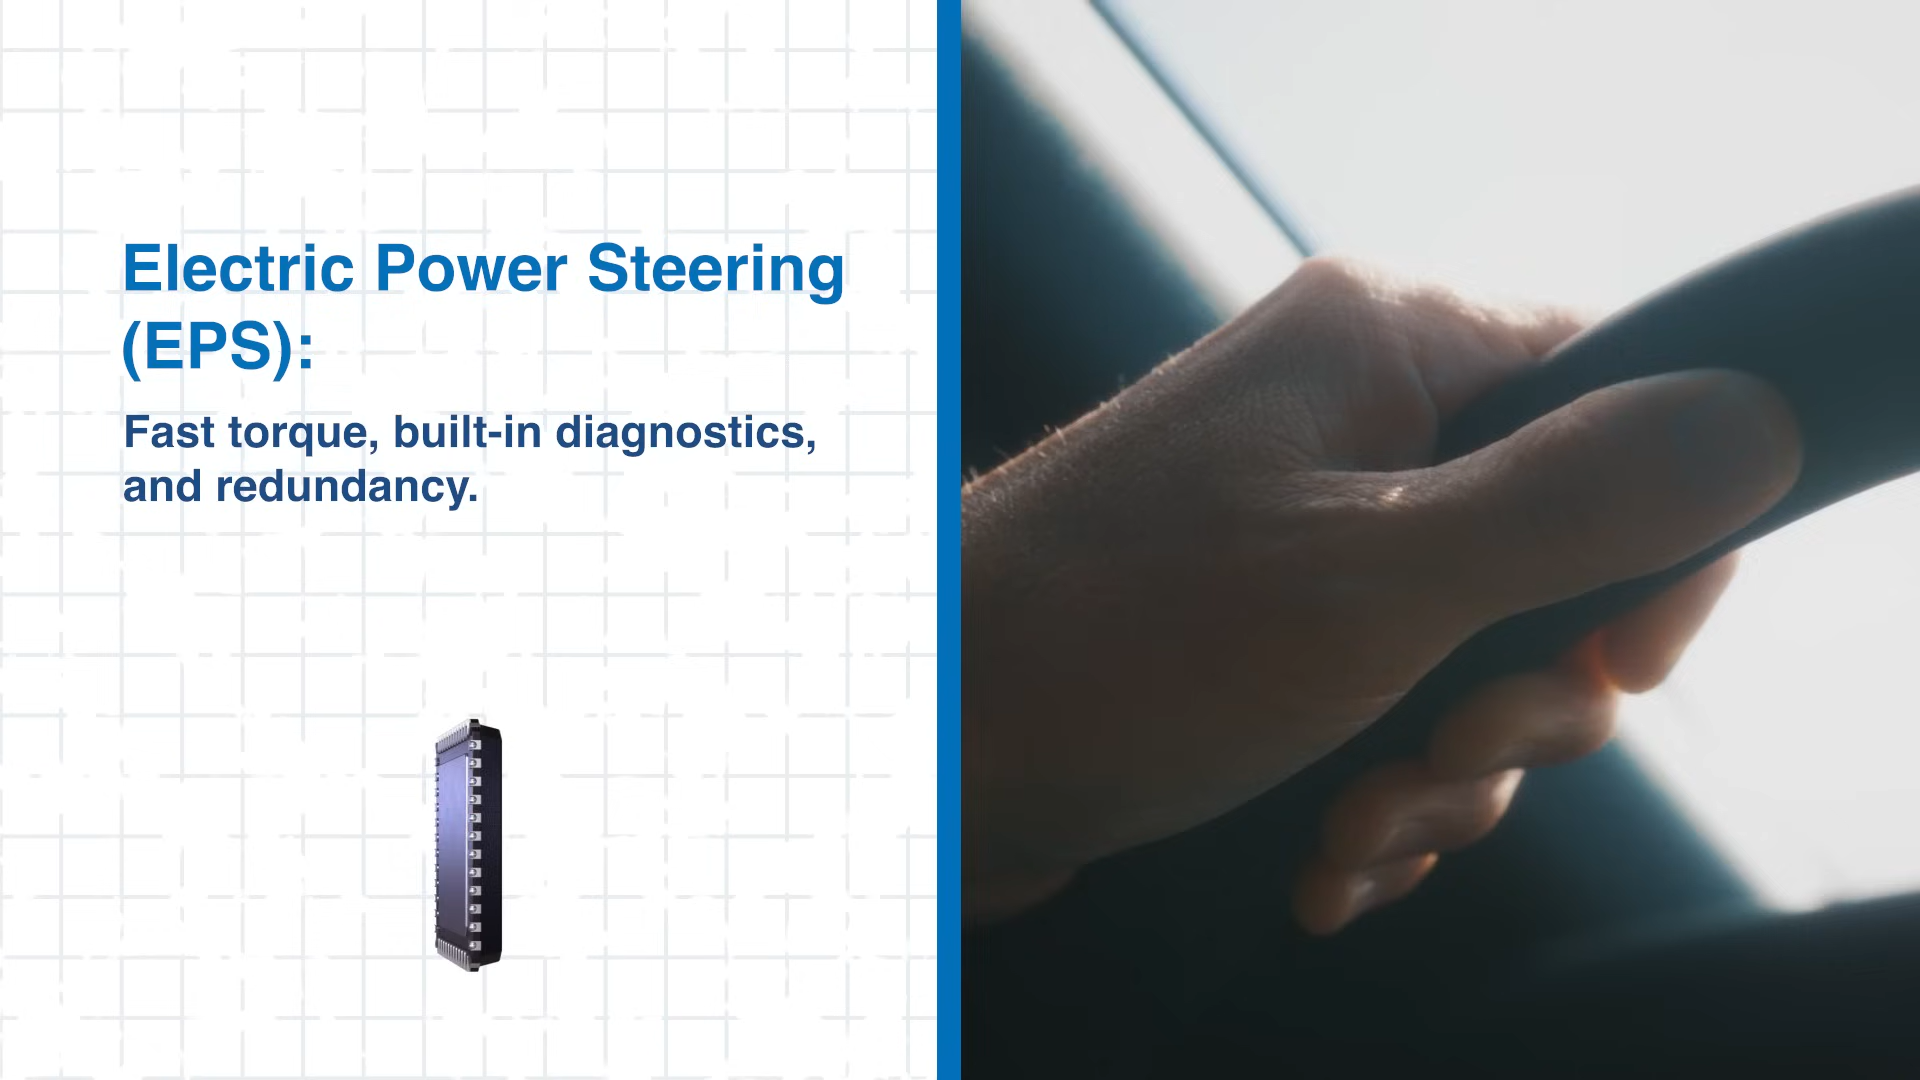 Electric Power Steering
(EPS):
Fast torque, built-in diagnostics,
and redundancy.